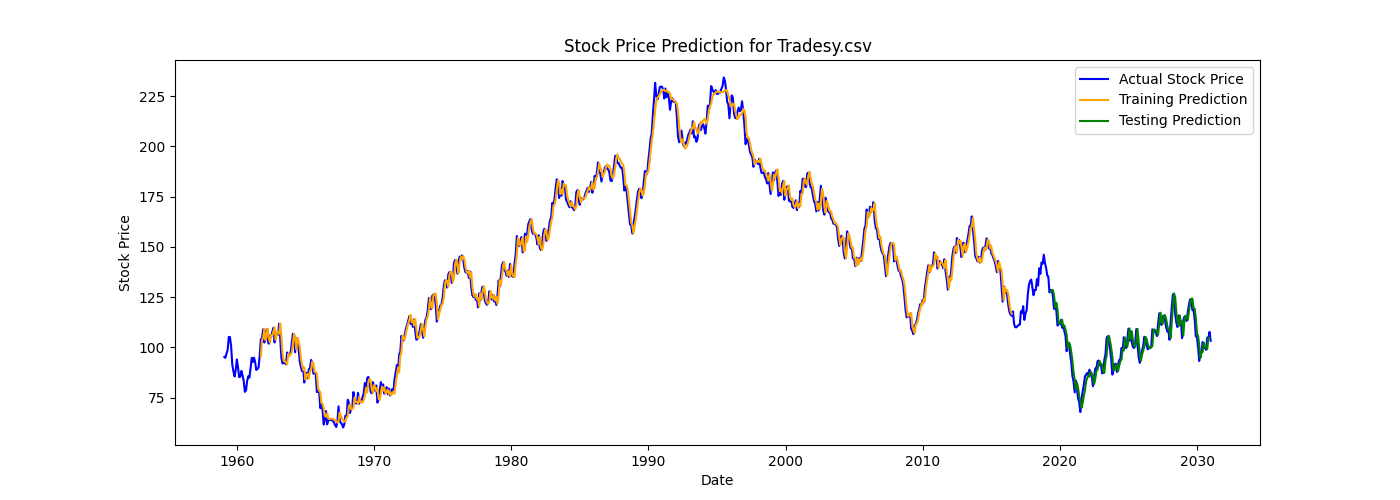 Stock Price Prediction for Tradesy.csv
Actual Stock Price
Training Prediction
Testing Prediction
225
200
175
150
125
100
75
Stock Price
1960 1970 1980 1990 2000 2010 2020 2030
Date